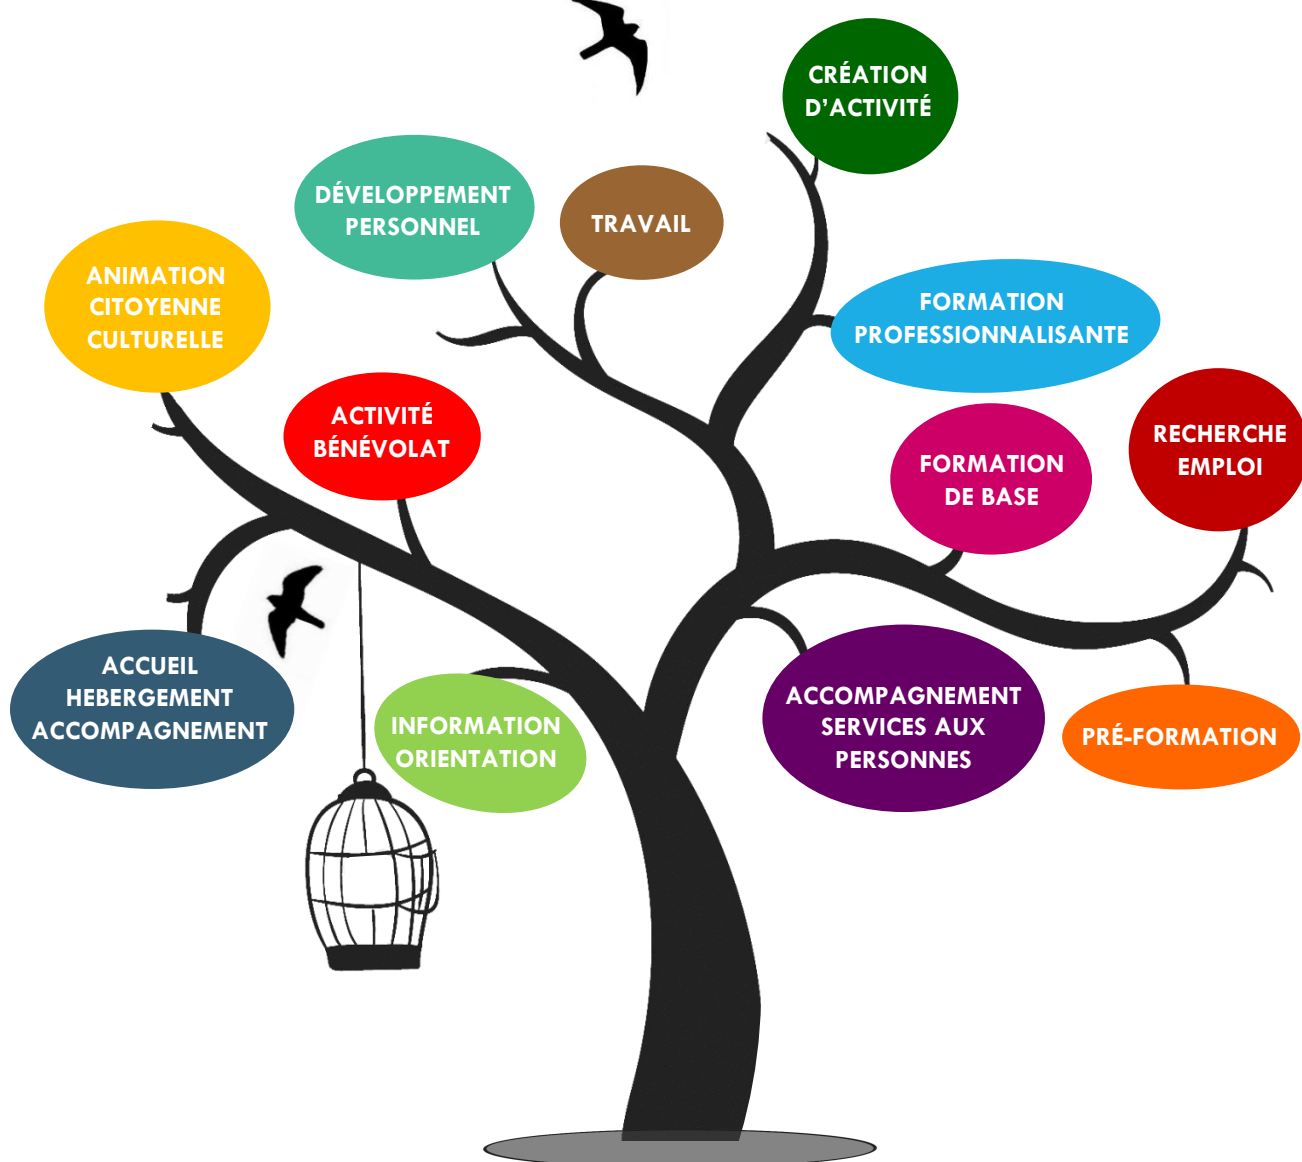 CRÉATION
D'ACTIVITÉ
DÉVELOPPEMENT
PERSONNEL
TRAVAIL
ANIMATION
CITOYENNE
CULTURELLE
FORMATION
PROFESSIONNALISANTE
ACTIVITÉ
BÉNÉVOLAT
FORMATION
DE BASE
RECHERCHE
EMPLOI
ACCUEIL
HEBERGEMENT
ACCOMPAGNEMENT
INFORMATION
ORIENTATION
ACCOMPAGNEMENT
SERVICES AUX
PERSONNES
PRÉ-FORMATION